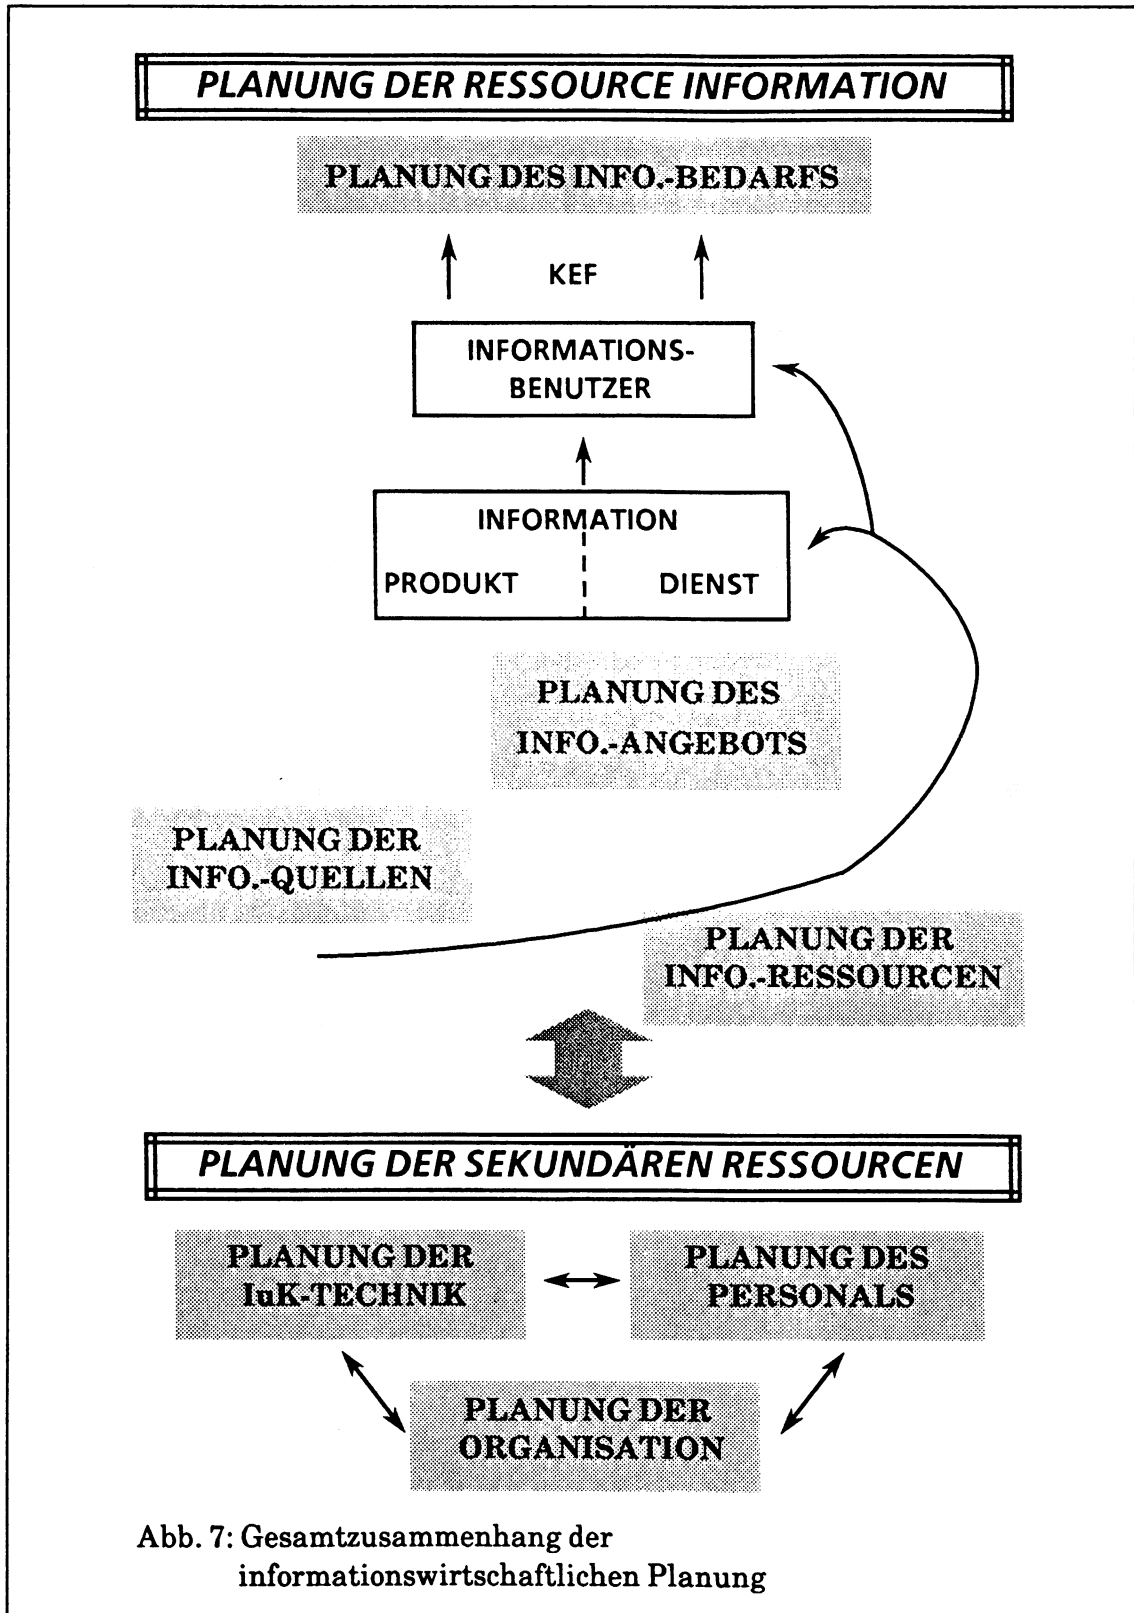 PLANUNG DER RESSOURCE INFORMATION
PLANUNG DES INFO.-BEDARFS
KEF
INFORMATIONS-
BENUTZER
INFORMATION
PRODUKT DIENST
PLANUNG DES
INFO.-ANGEBOTS
PLANUNG DER
INFO.-QUELLEN
PLANUNG DER
INFO.-RESSOURCEN
PLANUNG DER SEKUNDÄREN RESSOURCEN
PLANUNG DER
IuK-TECHNIK
PLANUNG DES
PERSONALS
PLANUNG DER
ORGANISATION
Abb. 7: Gesamtzusammenhang der
informationswirtschaftlichen Planung